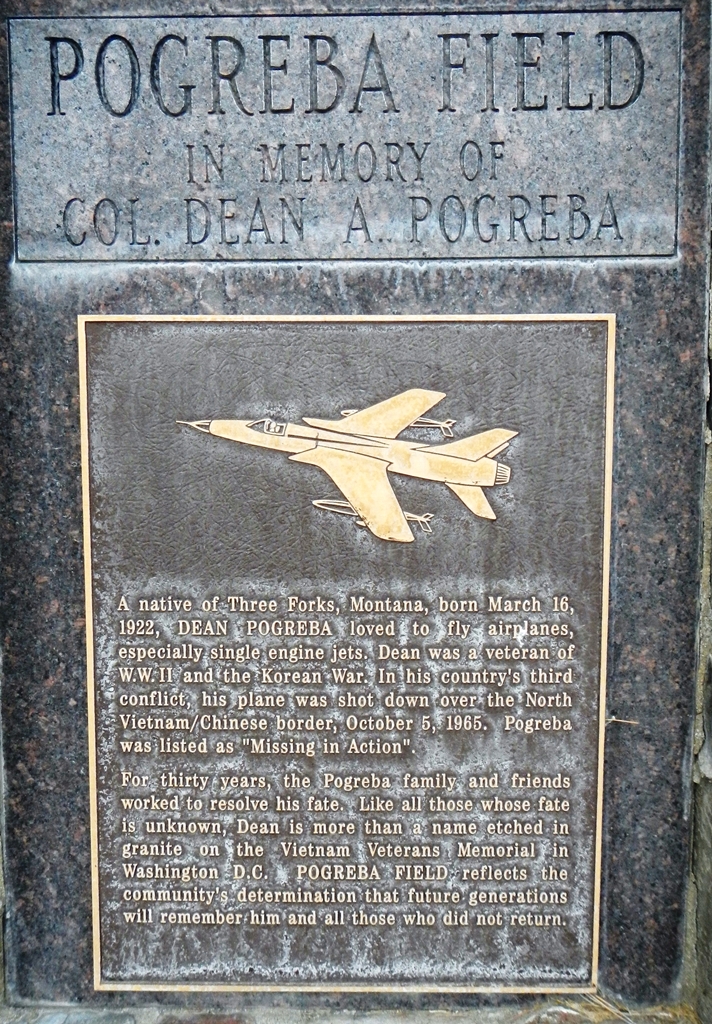 POGREBA FIELD
IN MEMORY OF
COL. DEAN A. POGREBA
A native of Three Forks, Montana, born March 16,
1922, DEAN POGREBA loved to fly airplanes,
especially single engine jets. Dean was a veteran of
W.W.II and the Korean War. In his country's third
conflict, his plane was shot down over the North
Vietnam/Chinese border, October 5, 1965. Pogreba
was listed as "Missing in Action".
For thirty years, the Pogreba family and friends
worked to resolve his fate. Like all those whose fate
is unknown, Dean is more than a name etched in
granite on the Vietnam Veterans Memorial in
Washington D.C. POGREBA FIELD reflects the
community's determination that future generations
will remember him and all those who did not return.